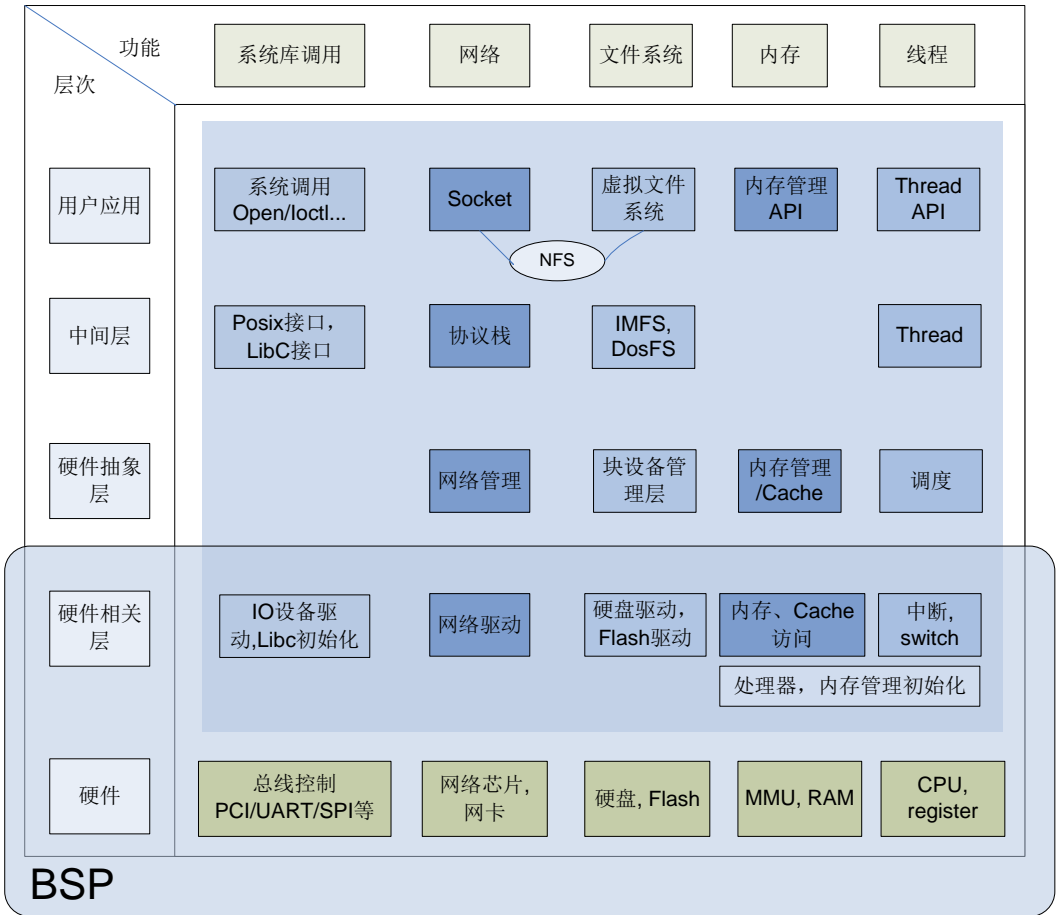 功能
层次
系统库调用
网络
文件系统
内存
线程
用户应用
系统调用
Open/Ioctl...
Socket
虚拟文件
系统
内存管理
API
Thread
API
NFS
中间层
Posix接口，
LibC接口
协议栈
IMFS,
DosFS
Thread
硬件抽象
层
网络管理
块设备管
理层
内存管理
/Cache
调度
硬件相关
层
IO设备驱
动,Libc初始化
网络驱动
硬盘驱动，
Flash驱动
内存、Cache
访问
中断,
switch
处理器，内存管理初始化
硬件
总线控制
PCI/UART/SPI等
网络芯片,
网卡
硬盘, Flash
MMU, RAM
CPU,
register
BSP